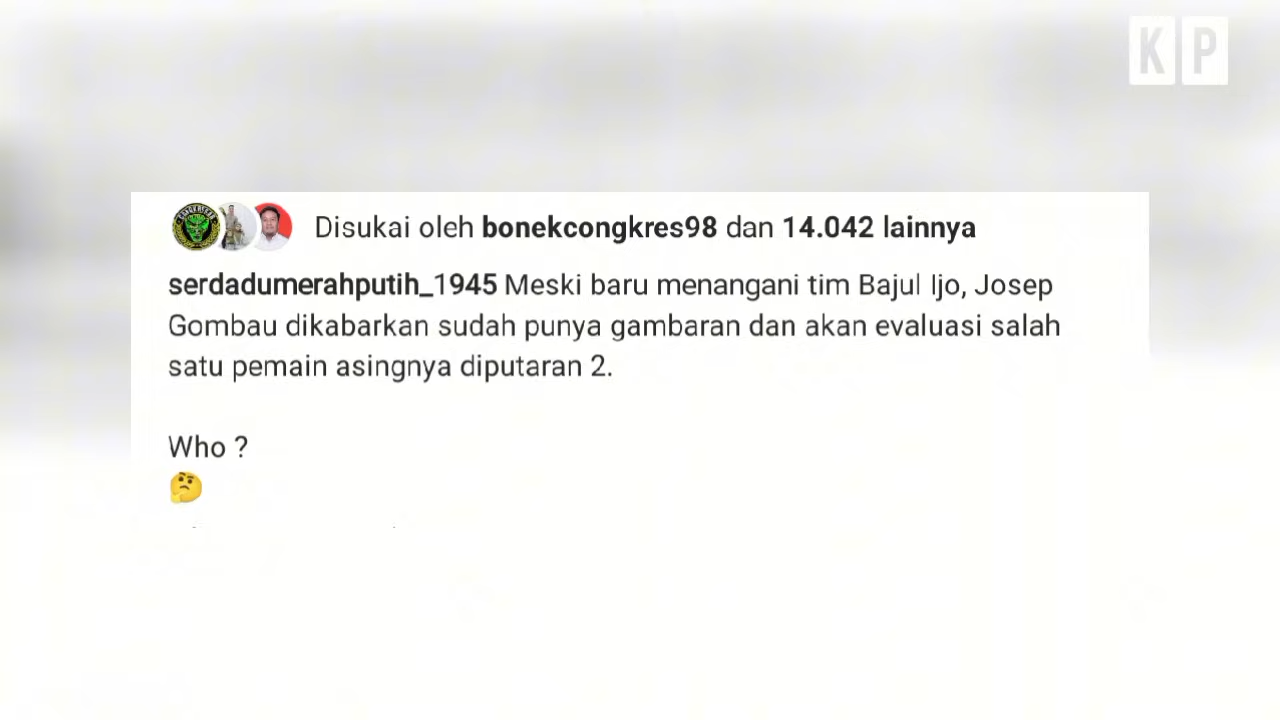 KP
Disukai oleh bonekcongkres98 dan 14.042 lainnya
serdadumerahputih_1945 Meski baru menangani tim Bajul Ijo, Josep
Gombau dikabarkan sudah punya gambaran dan akan evaluasi salah
satu pemain asingnya diputaran 2.
Who ?
🤔